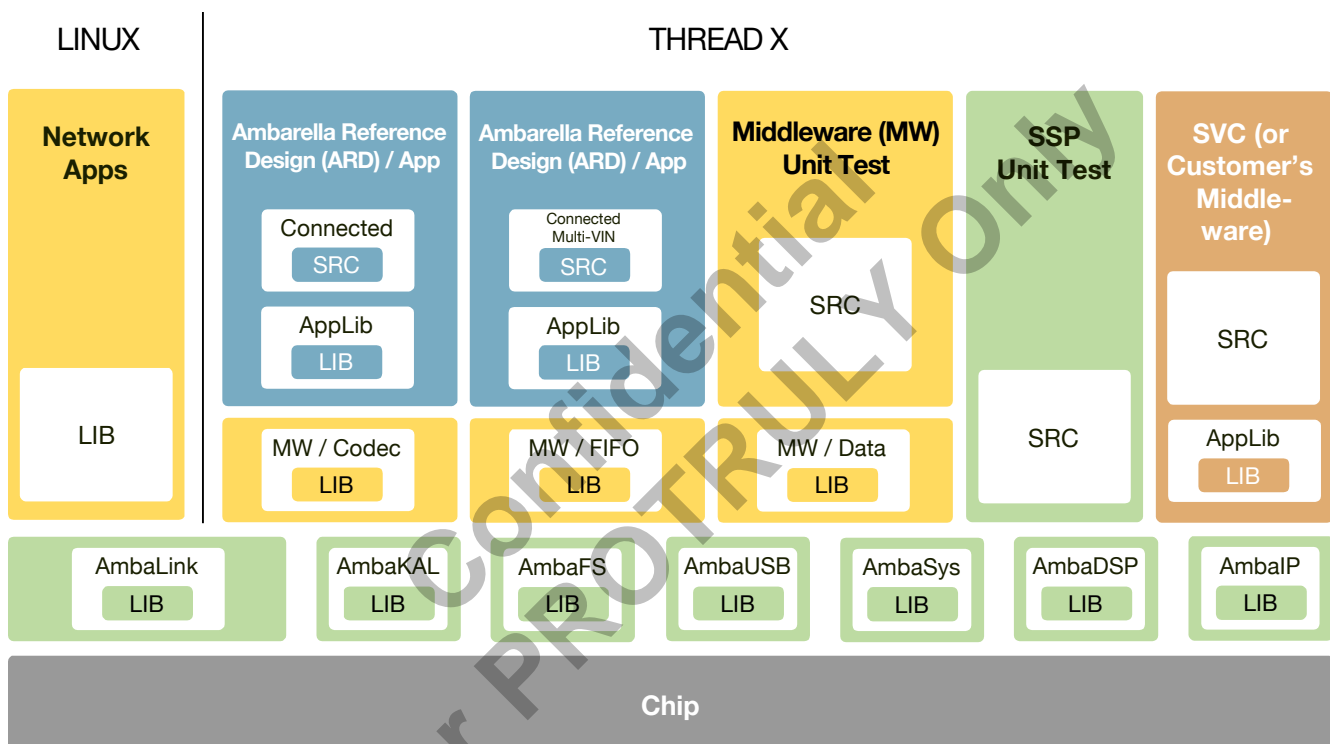 LINUX
THREAD X
Network
Apps
LIB
Ambarella Reference
Design (ARD) / App
Connected
SRC
AppLib
LIB
Ambarella Reference
Design (ARD) / App
Connected
Multi-VIN
SRC
AppLib
LIB
Middleware (MW)
Unit Test
SRC
SSP
Unit Test
SRC
SVC (or
Customer’s
Middle-
ware)
SRC
AppLib
LIB
MW / Codec
LIB
MW / FIFO
LIB
MW / Data
LIB
AmbaLink
LIB
AmbaKAL
LIB
AmbaFS
LIB
AmbaUSB
LIB
AmbaSys
LIB
AmbaDSP
LIB
AmbaIP
LIB
Chip
Confidential
r PROTRULY Only